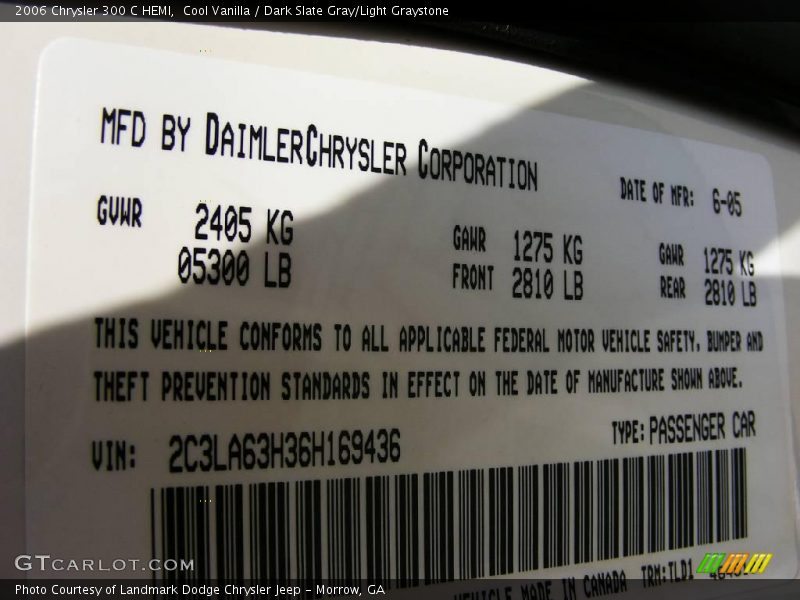 2006 Chrysler 300 C HEMI, Cool Vanilla / Dark Slate Gray/Light Graystone
MFD BY DAIMLERCHRYSLER CORPORATION
DATE OF MFR: 6-05
GVWR 2405 KG GAWR 1275 KG GAWR 1275 KG
05300 LB FRONT 2810 LB REAR 2810 LB
THIS VEHICLE CONFORMS TO ALL APPLICABLE FEDERAL MOTOR VEHICLE SAFETY, BUMPER AND
THEFT PREVENTION STANDARDS IN EFFECT ON THE DATE OF MANUFACTURE SHOWN ABOVE.
VIN: 2C3LA63H36H169436 TYPE: PASSENGER CAR
VEHICLE MADE IN CANADA TRM:TLD1
GTCARLOT.COM
Photo Courtesy of Landmark Dodge Chrysler Jeep - Morrow, GA